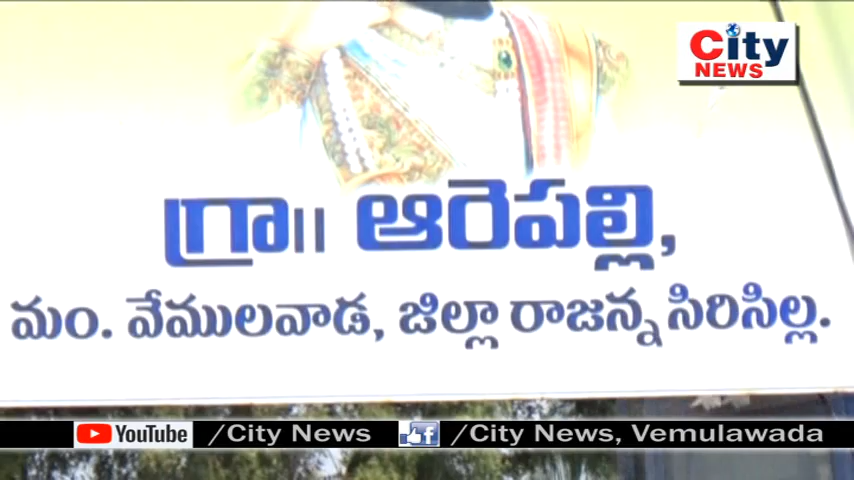 City
NEWS
గ్రా|| ఆరెపల్లి,
మం. వేములవాడ, జిల్లా రాజన్న సిరిసిల్ల.
YouTube /City News f /City News, Vemulawada